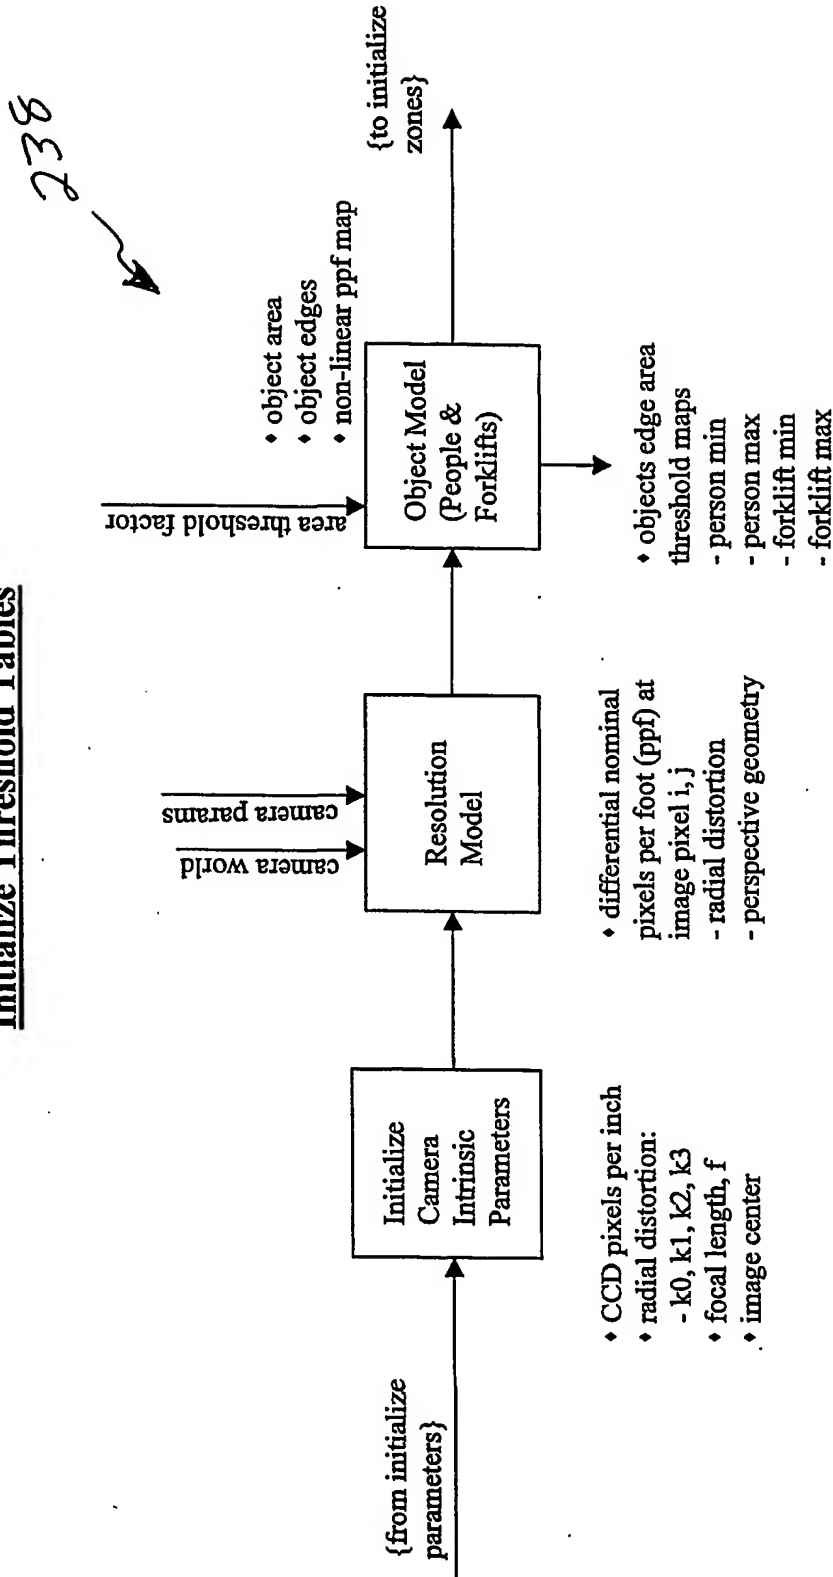 Initialize Threshold Tables
238
{from initialize
parameters}
Initialize
Camera
Intrinsic
Parameters
♦ CCD pixels per inch
♦ radial distortion:
- k0, k1, k2, k3
♦ focal length, f
♦ image center
camera world
camera params
Resolution
Model
♦ differential nominal
pixels per foot (ppf) at
image pixel i, j
- radial distortion
- perspective geometry
area threshold factor
♦ object area
♦ object edges
♦ non-linear ppf map
Object Model
(People &
Forklifts)
♦ objects edge area
threshold maps
- person min
- person max
- forklift min
- forklift max
{to initialize
zones}